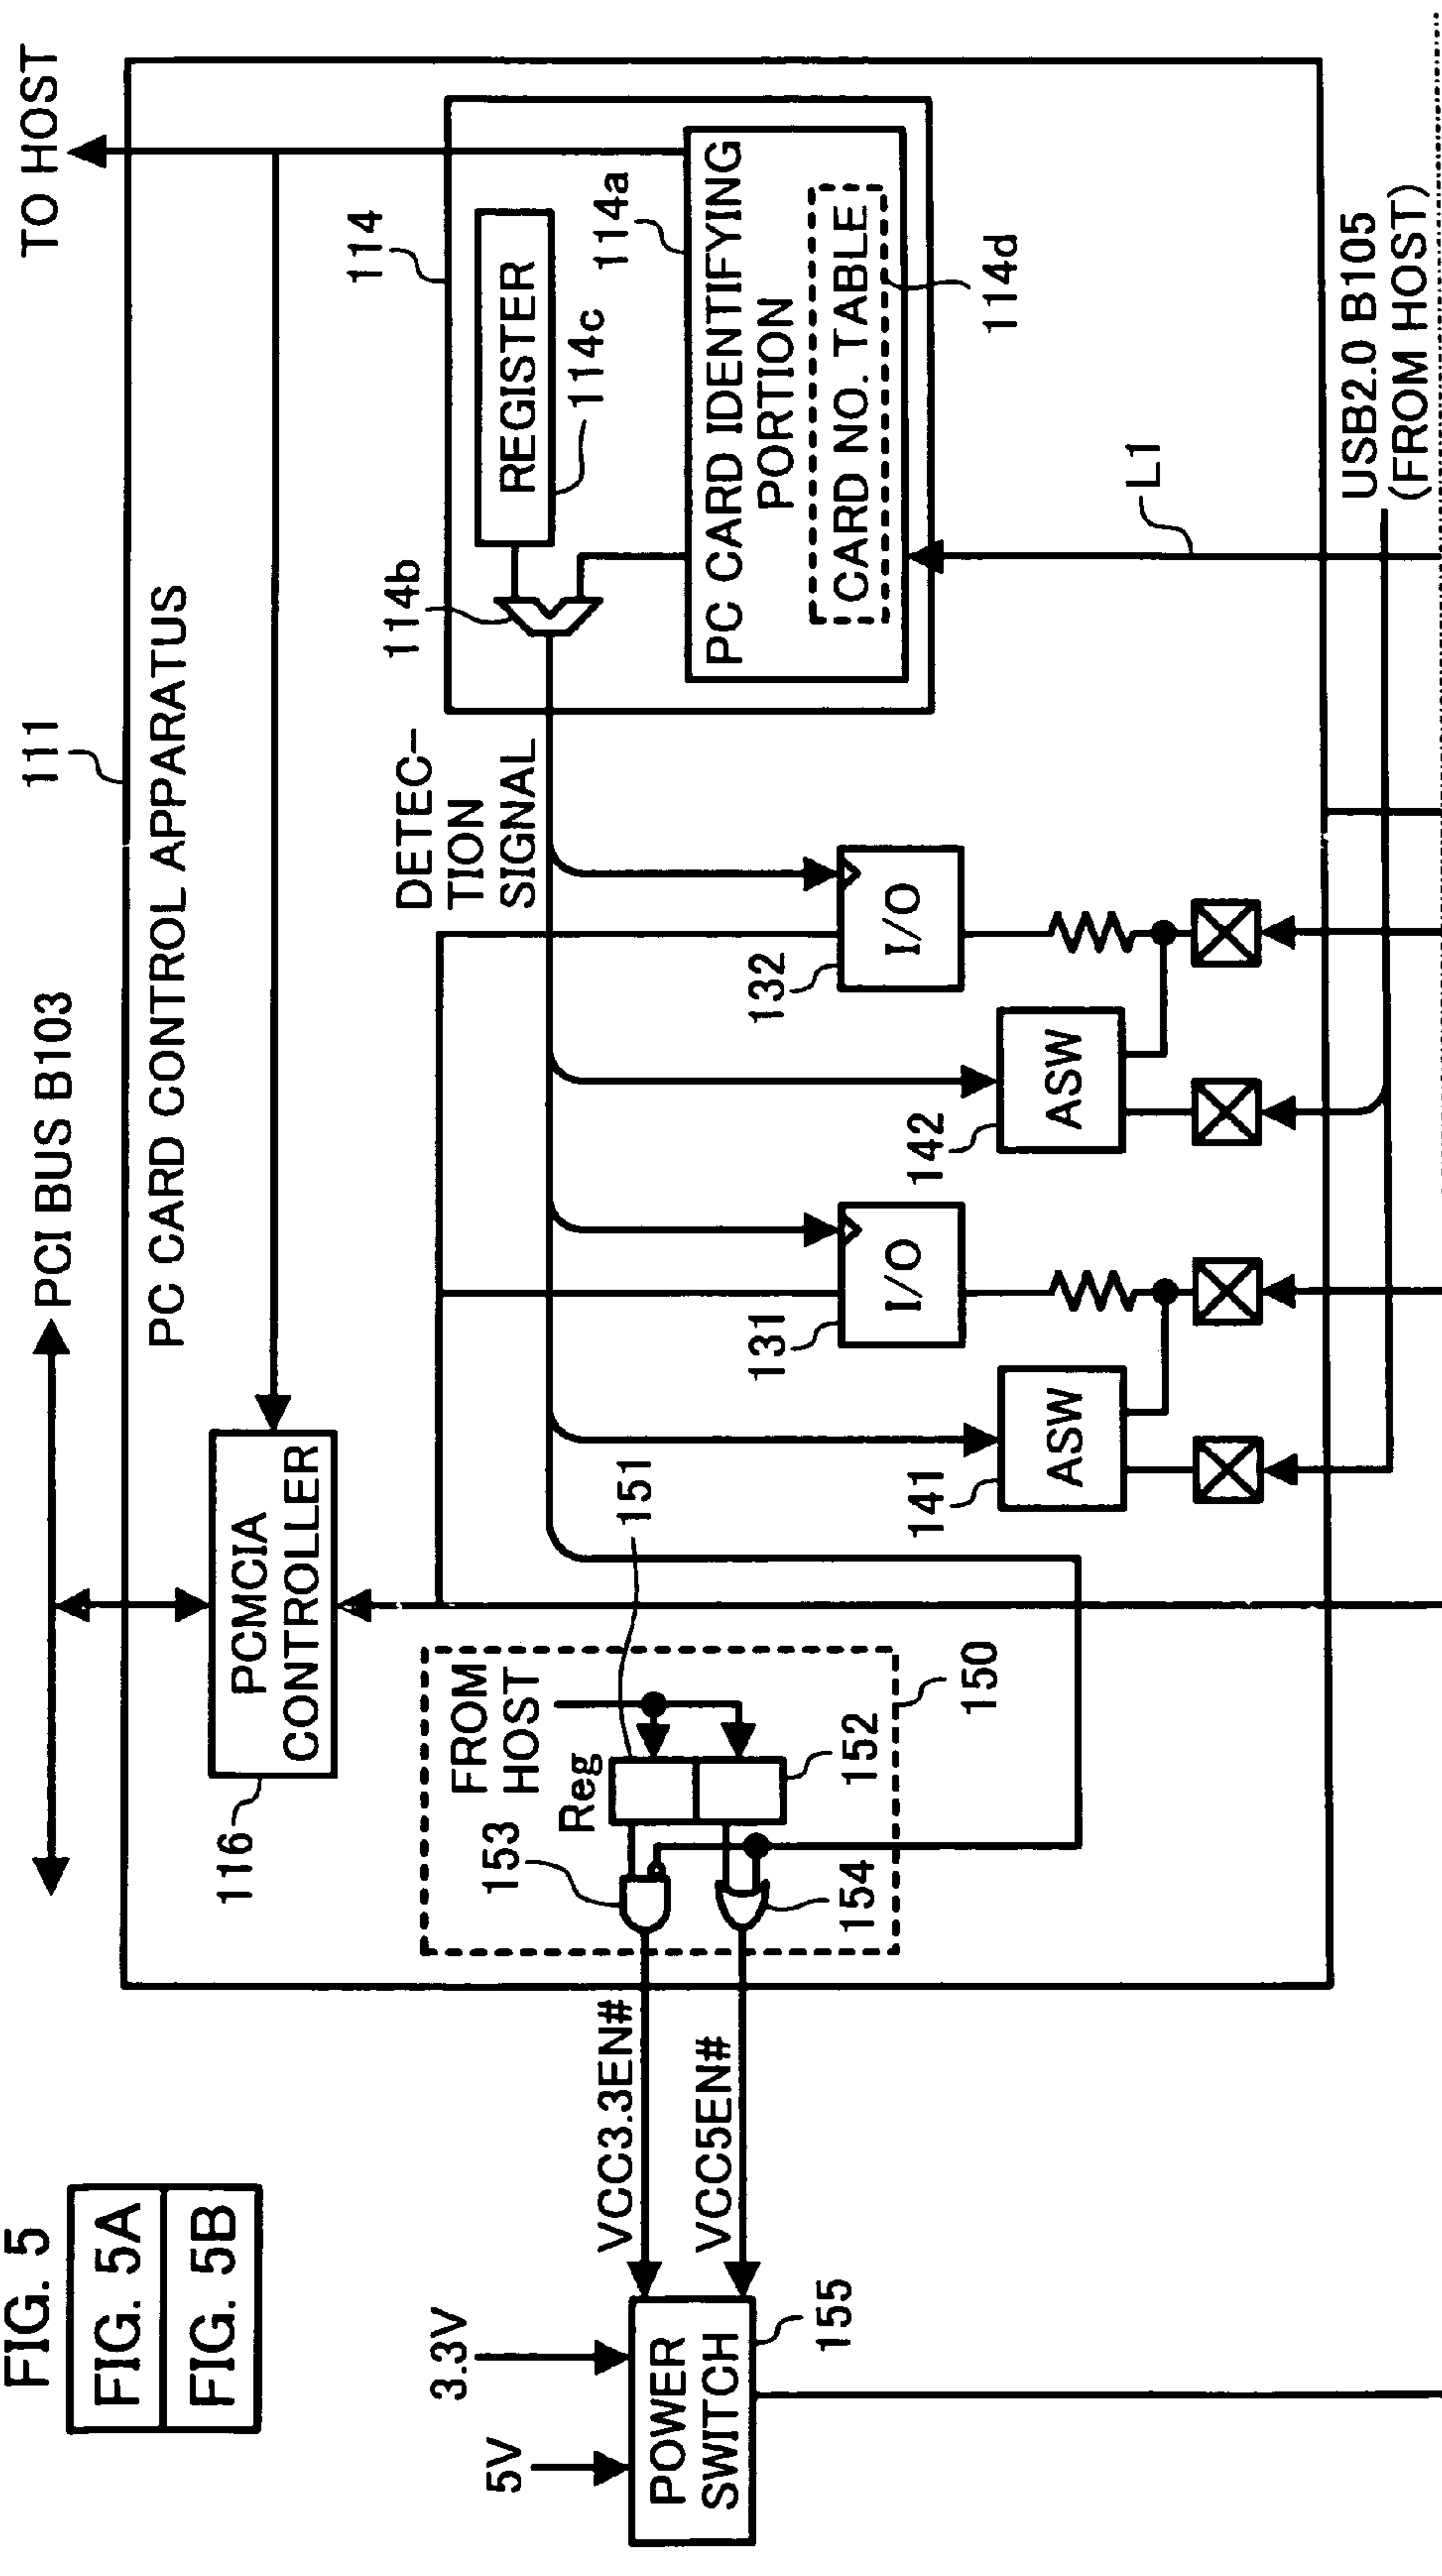 FIG. 5
FIG. 5A
FIG. 5B
PCI BUS B103
111
TO HOST
PC CARD CONTROL APPARATUS
116
PCMCIA
CONTROLLER
114
REGISTER
114c
114a
114b
PC CARD IDENTIFYING
PORTION
CARD NO. TABLE
114d
DETEC-
TION
SIGNAL
FROM
HOST
Reg
151
152
153
154
150
132
I/O
142
ASW
131
I/O
141
ASW
L1
USB2.0 B105
(FROM HOST)
VCC3.3EN#
VCC5EN#
3.3V
5V
POWER
SWITCH
155